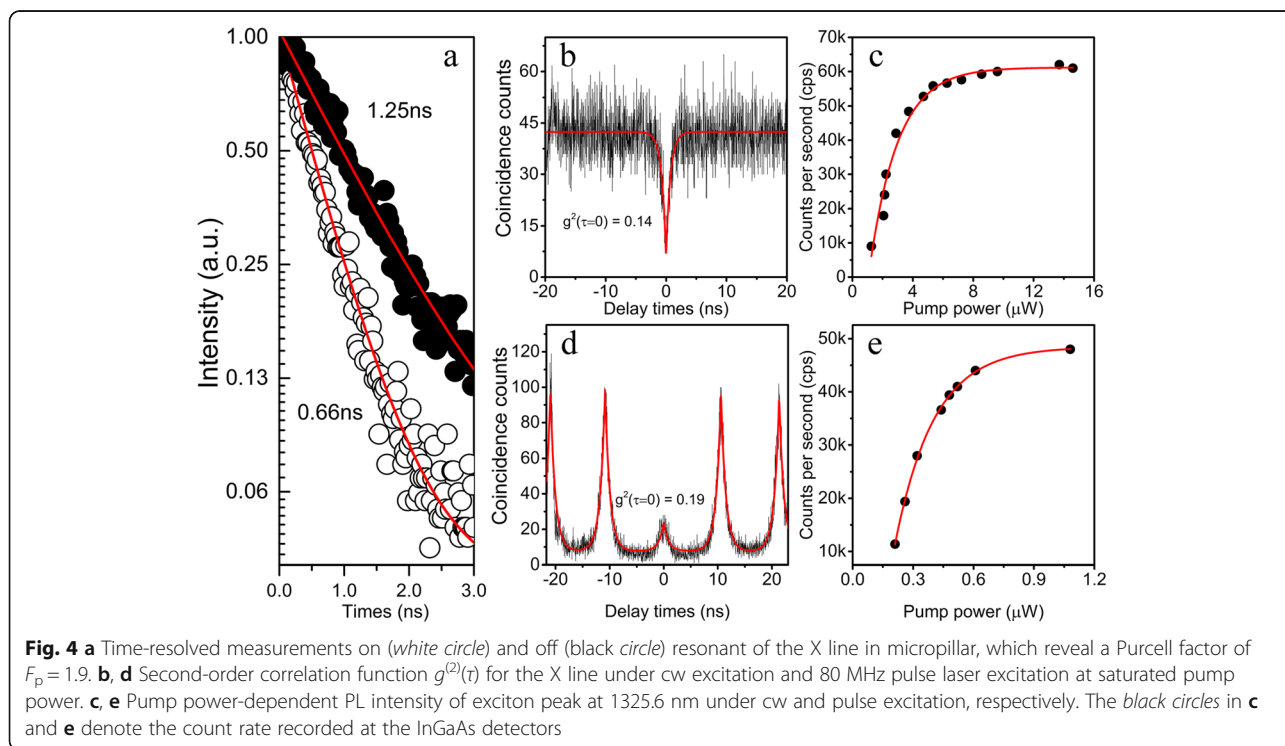 a
1.00
0.50
0.25
0.13
0.06
Intensity (a.u.)
1.25ns
0.66ns
0.0 1.0 2.0 3.0
Times (ns)
b
75
60
45
30
15
0
Coincidence counts
g²(τ=0) = 0.14
-20 -10 0 10 20
Delay times (ns)
c
70k
60k
50k
40k
30k
20k
10k
0
Counts per second (cps)
0 4 8 12 16
Pump power (μW)
d
120
100
80
60
40
20
0
Coincidence counts
g²(τ=0) = 0.19
-20 -10 0 10 20
Delay times (ns)
e
50k
40k
30k
20k
10k
Counts per second (cps)
0.0 0.3 0.6 0.9 1.2
Pump power (μW)
Fig. 4 a Time-resolved measurements on (white circle) and off (black circle) resonant of the X line in micropillar, which reveal a Purcell factor of
Fp = 1.9. b, d Second-order correlation function g(2)(τ) for the X line under cw excitation and 80 MHz pulse laser excitation at saturated pump
power. c, e Pump power-dependent PL intensity of exciton peak at 1325.6 nm under cw and pulse excitation, respectively. The black circles in c
and e denote the count rate recorded at the InGaAs detectors